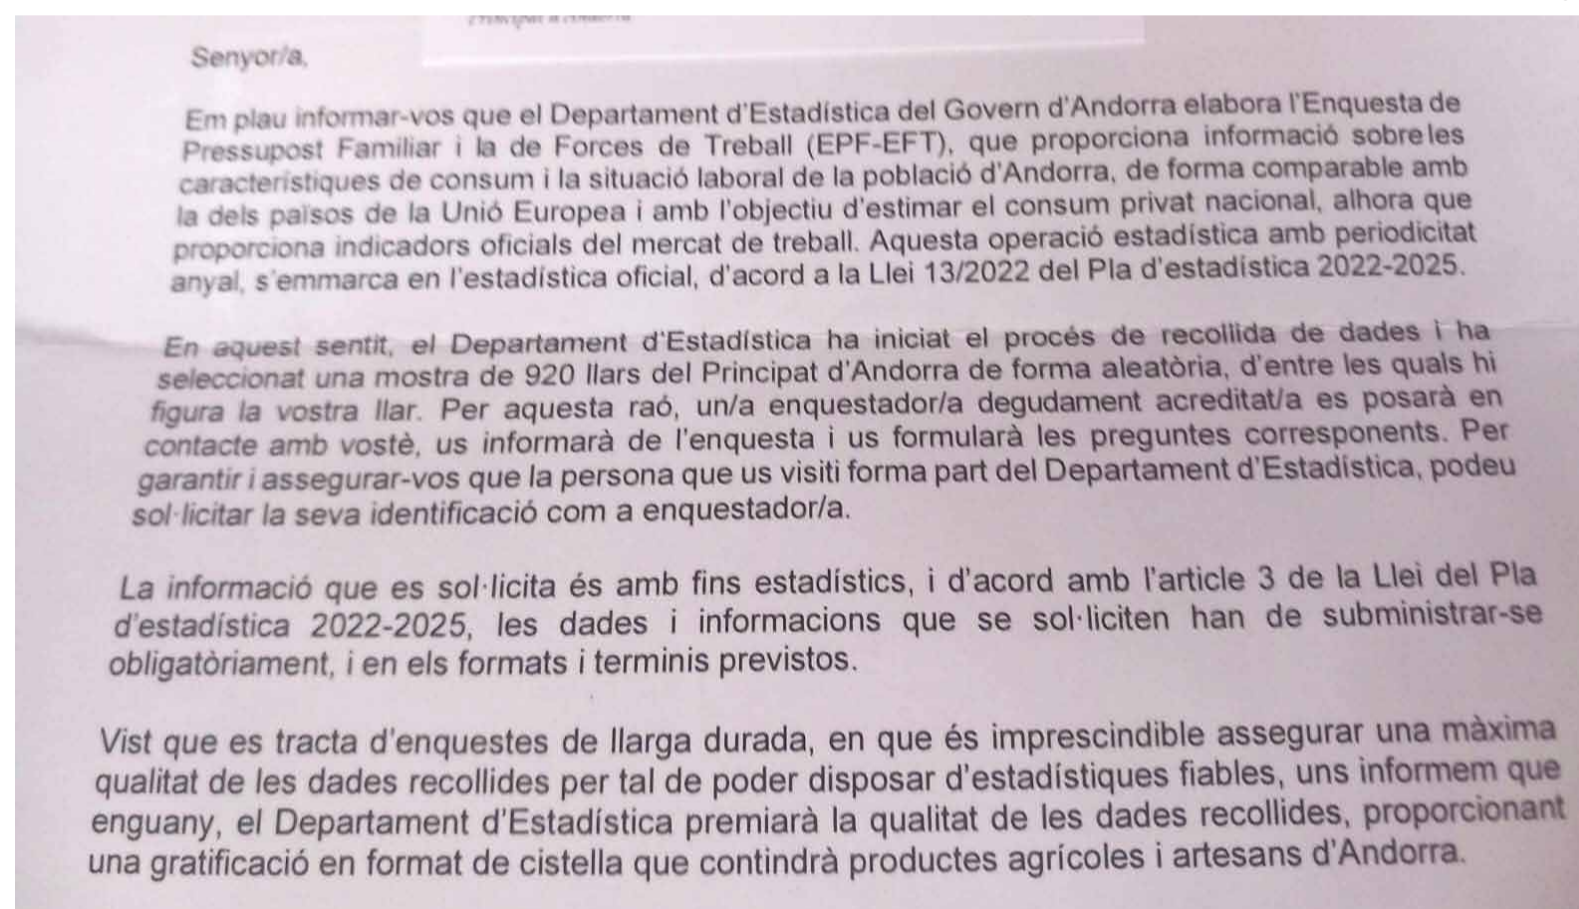 Senyor/a,
Em plau informar-vos que el Departament d'Estadística del Govern d'Andorra elabora l'Enquesta de
Pressupost Familiar i la de Forces de Treball (EPF-EFT), que proporciona informació sobre les
característiques de consum i la situació laboral de la població d'Andorra, de forma comparable amb
la dels països de la Unió Europea i amb l'objectiu d'estimar el consum privat nacional, alhora que
proporciona indicadors oficials del mercat de treball. Aquesta operació estadística amb periodicitat
anyal, s'emmarca en l'estadística oficial, d'acord a la Llei 13/2022 del Pla d'estadística 2022-2025.
En aquest sentit, el Departament d'Estadística ha iniciat el procés de recollida de dades i ha
seleccionat una mostra de 920 llars del Principat d'Andorra de forma aleatòria, d'entre les quals hi
figura la vostra llar. Per aquesta raó, un/a enquestador/a degudament acreditat/a es posarà en
contacte amb vostè, us informarà de l'enquesta i us formularà les preguntes corresponents. Per
garantir i assegurar-vos que la persona que us visiti forma part del Departament d'Estadística, podeu
sol·licitar la seva identificació com a enquestador/a.
La informació que es sol·licita és amb fins estadístics, i d'acord amb l'article 3 de la Llei del Pla
d'estadística 2022-2025, les dades i informacions que se sol·liciten han de subministrar-se
obligatòriament, i en els formats i terminis previstos.
Vist que es tracta d'enquestes de llarga durada, en que és imprescindible assegurar una màxima
qualitat de les dades recollides per tal de poder disposar d'estadístiques fiables, uns informem que
enguany, el Departament d'Estadística premiarà la qualitat de les dades recollides, proporcionant
una gratificació en format de cistella que contindrà productes agrícoles i artesans d'Andorra.